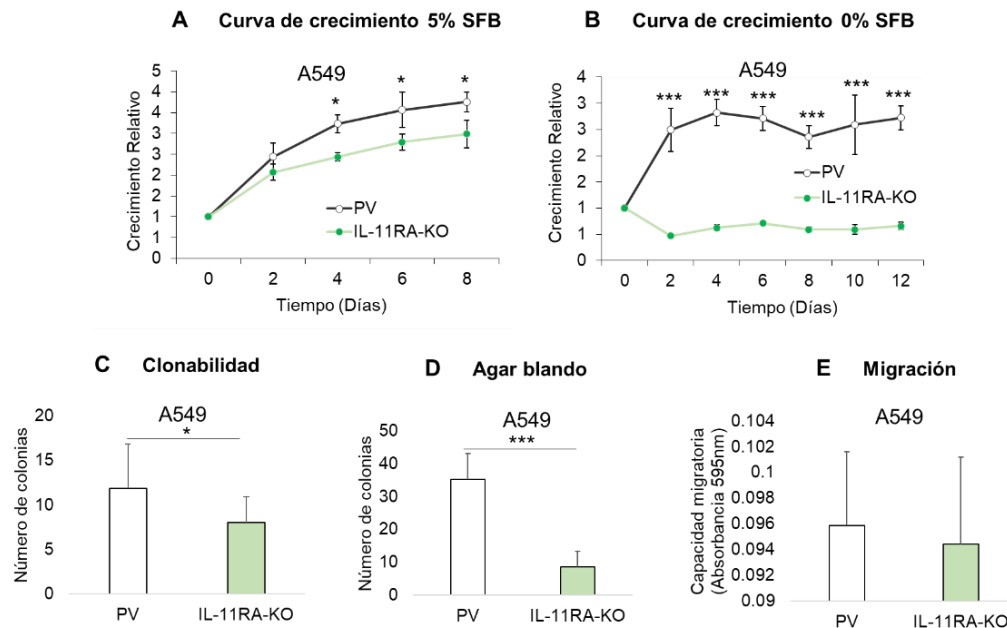 A Curva de crecimiento 5% SFB
A549
Crecimiento Relativo
5
4
4
3
3
2
2
1
1
0
* * *
PV
IL-11RA-KO
0 2 4 6 8
Tiempo (Días)
B Curva de crecimiento 0% SFB
A549
Crecimiento Relativo
4
3
3
2
2
1
1
0
*** *** *** *** *** ***
PV
IL-11RA-KO
0 2 4 6 8 10 12
Tiempo (Días)
C Clonabilidad
A549
*
Número de colonias
20
15
10
5
0
PV IL-11RA-KO
D Agar blando
A549
***
Número de colonias
50
40
30
20
10
0
PV IL-11RA-KO
E Migración
A549
Capacidad migratoria
(Absorbancia 595nm)
0.104
0.102
0.1
0.098
0.096
0.094
0.092
0.09
PV IL-11RA-KO